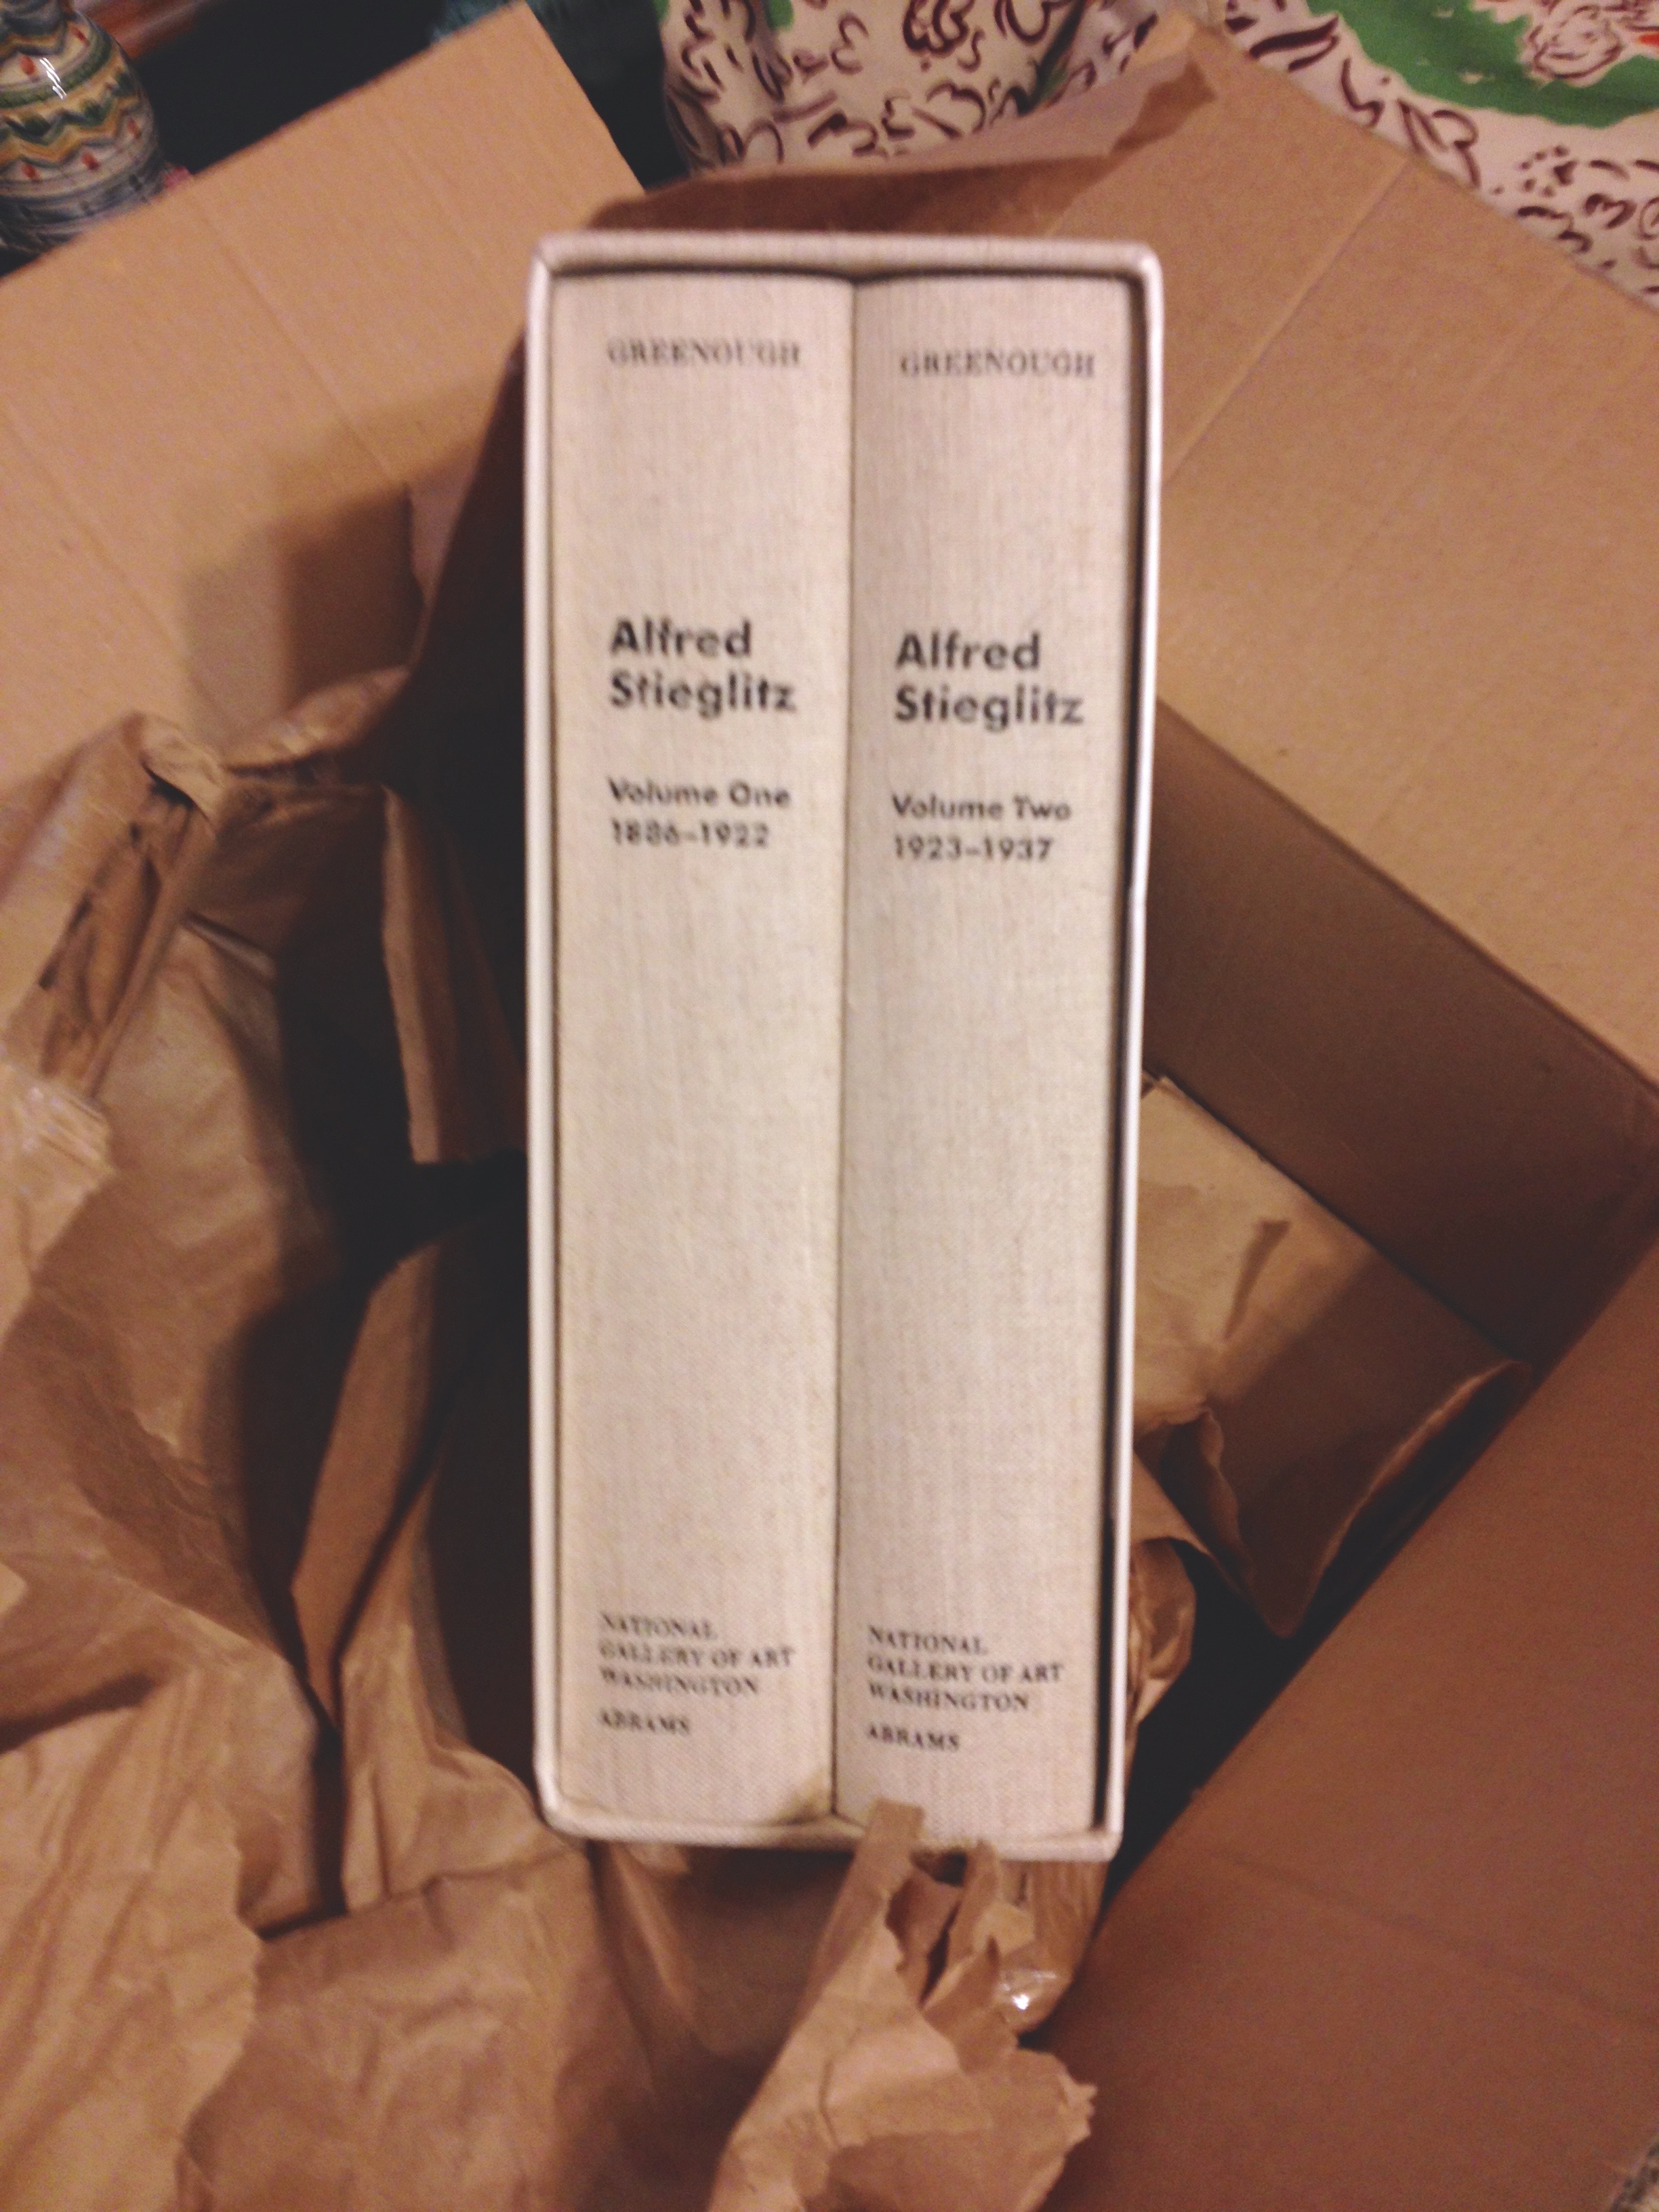 GREENOUGH
Alfred
Stieglitz
Volume One
1886–1922
NATIONAL
GALLERY OF ART
WASHINGTON
ABRAMS
GREENOUGH
Alfred
Stieglitz
Volume Two
1923–1937
NATIONAL
GALLERY OF ART
WASHINGTON
ABRAMS